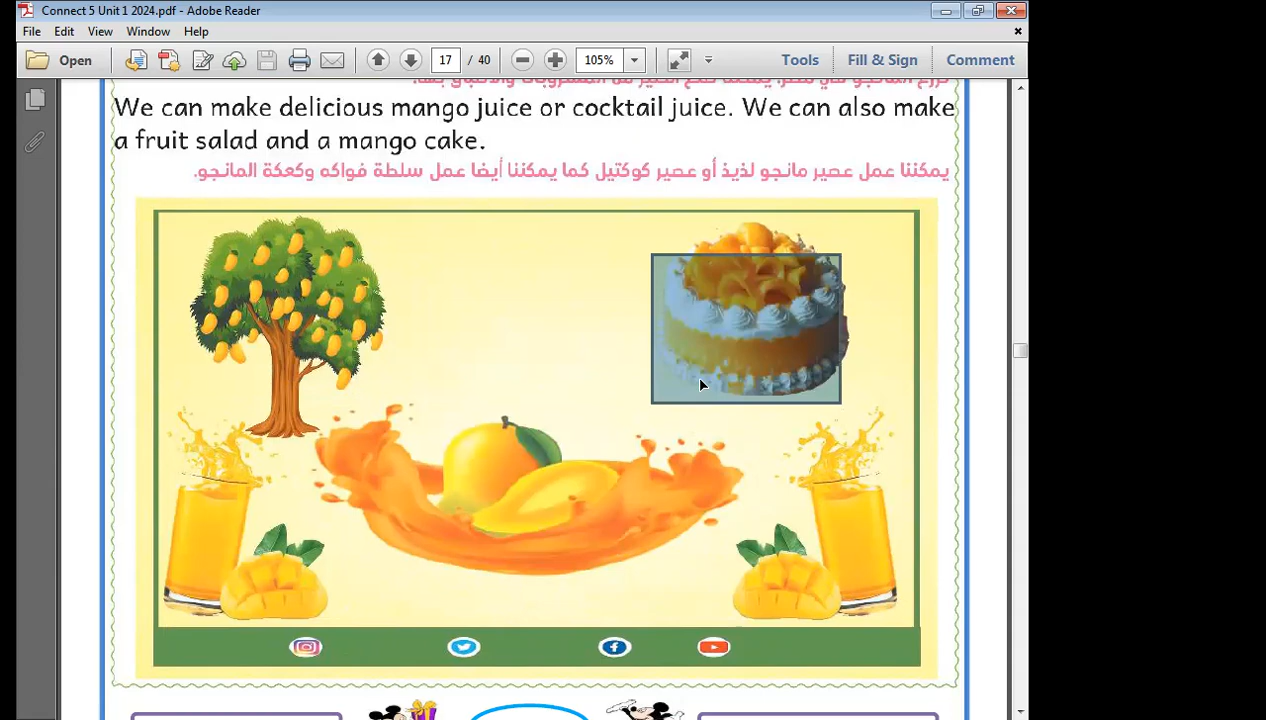 Connect 5 Unit 1 2024.pdf - Adobe Reader
File Edit View Window Help
Open 17 / 40 105% Tools Fill & Sign Comment
We can make delicious mango juice or cocktail juice. We can also make
a fruit salad and a mango cake.
يمكننا عمل عصير مانجو لذيذ أو عصير كوكتيل كما يمكننا أيضا عمل سلطة فواكه وكعكة المانجو.